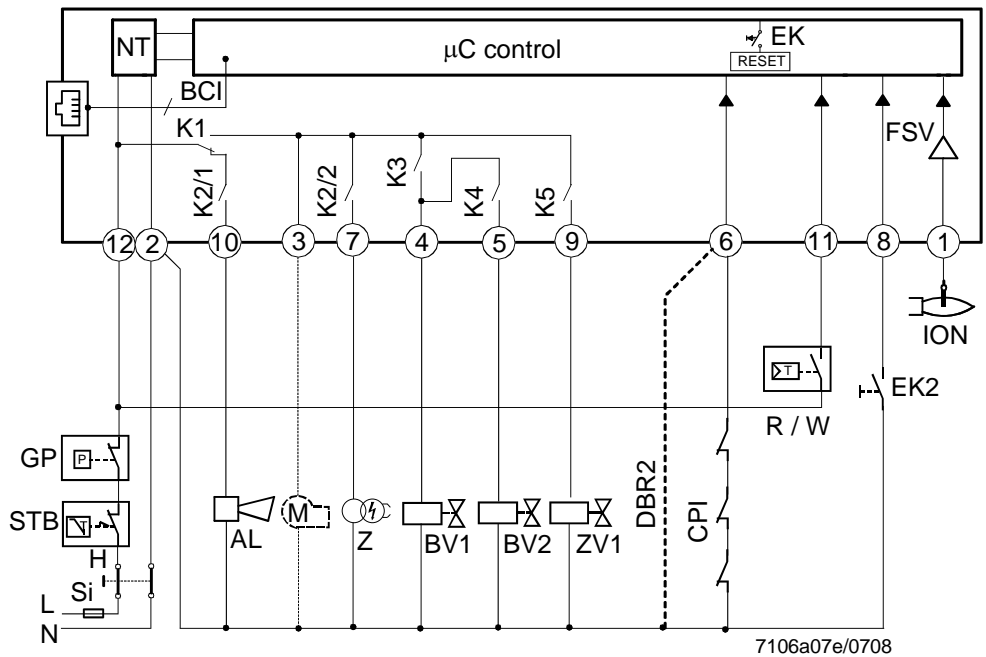 NT
μC control
EK
RESET
BCI
K1
FSV
K2/1
K2/2
K3
K4
K5
12
2
10
3
7
4
5
9
6
11
8
1
ION
T
R / W
EK2
GP
P
STB
T
H
Si
L
N
AL
M
Z
BV1
BV2
ZV1
DBR2
CPI
7106a07e/0708